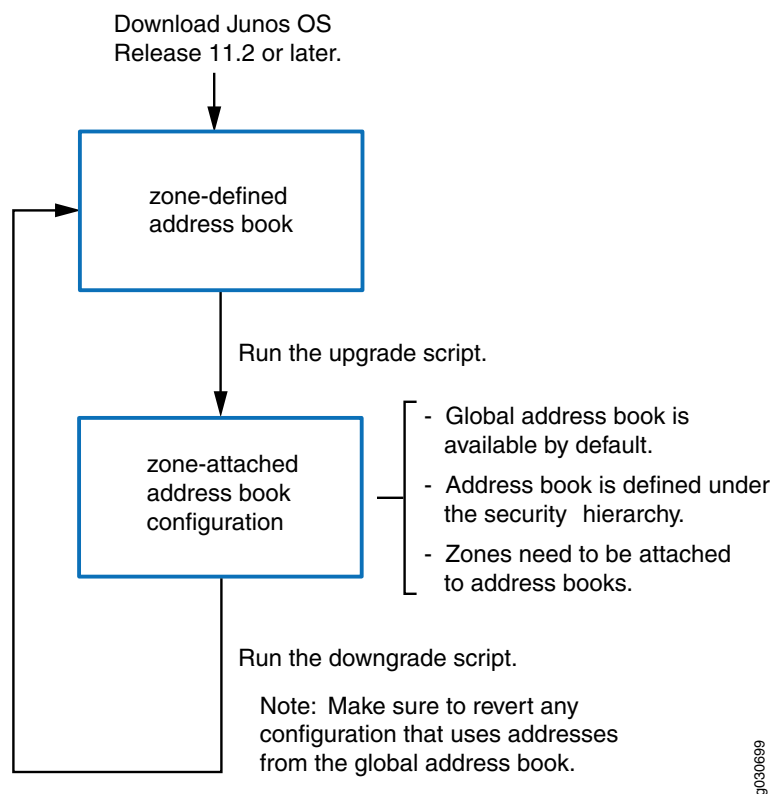 Download Junos OS
Release 11.2 or later.
zone-defined
address book
Run the upgrade script.
zone-attached
address book
configuration
- Global address book is
available by default.
- Address book is defined under
the security hierarchy.
- Zones need to be attached
to address books.
Run the downgrade script.
Note: Make sure to revert any
configuration that uses addresses
from the global address book.
g030699